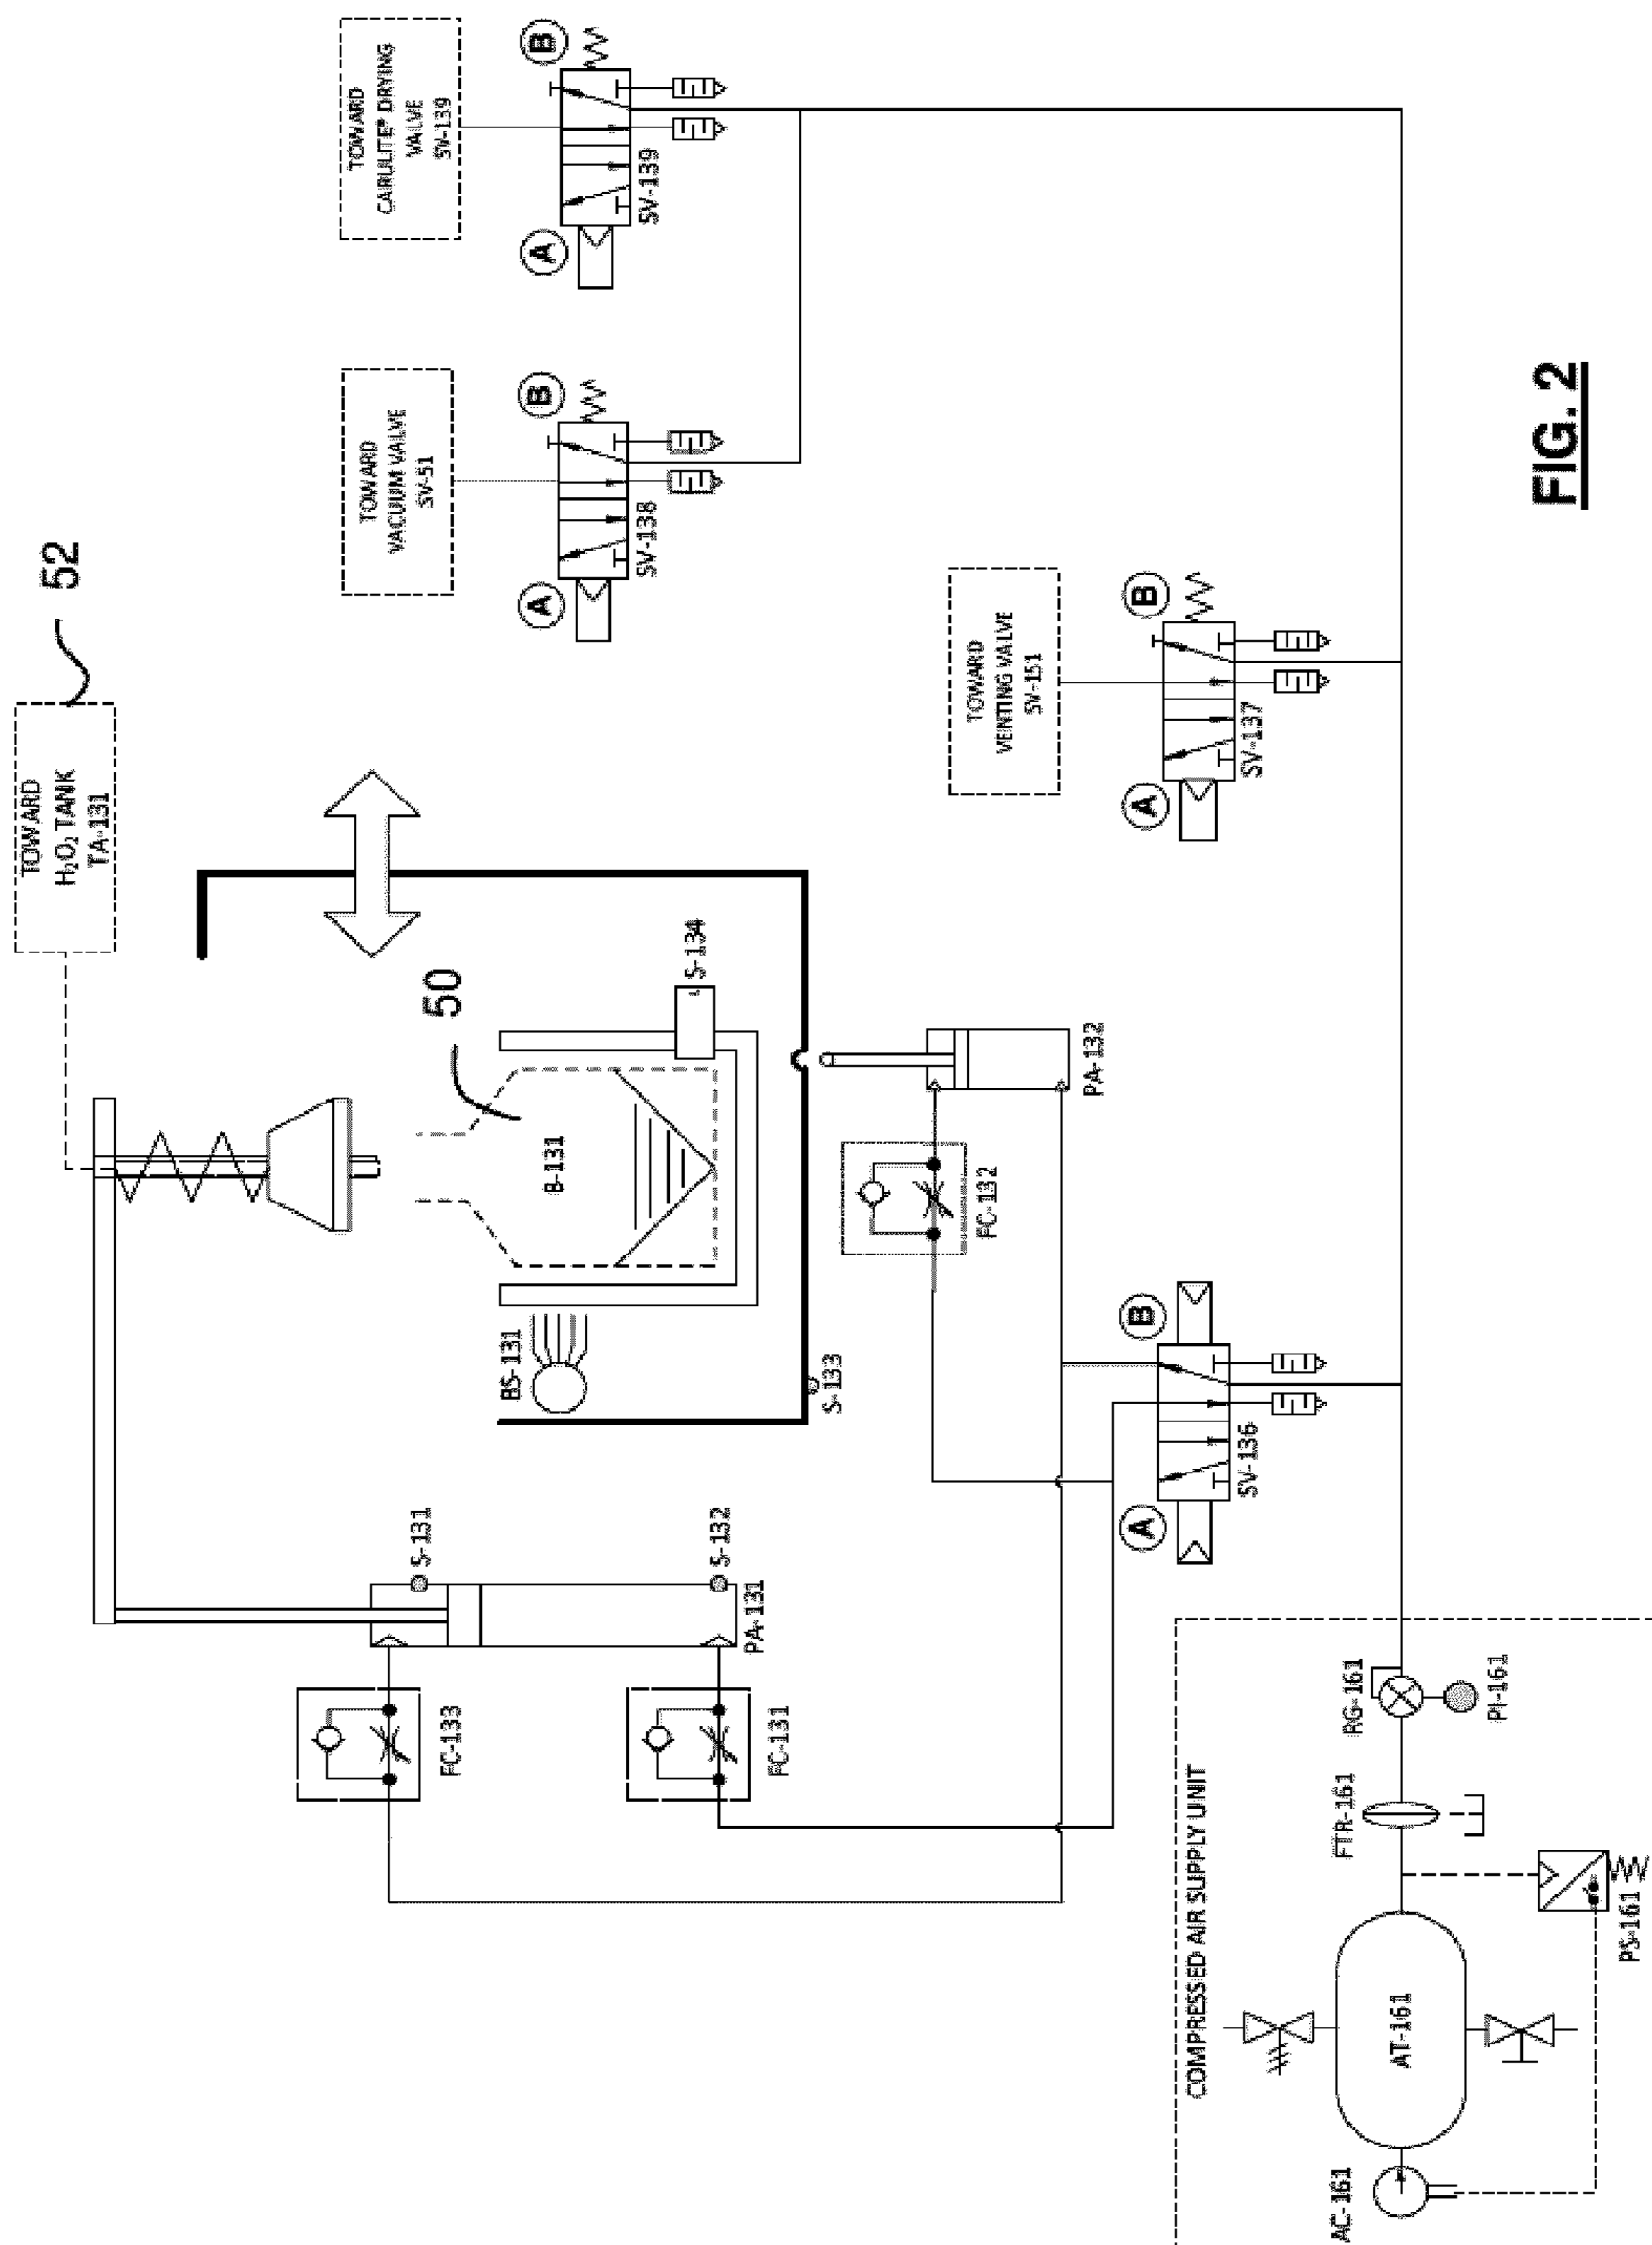 TOWARD
H₂O₂ TANK
TA-131
52
TOWARD
CARULITE® DRYING
VALVE
SV-139
B
A
SV-139
TOWARD
VACUUM VALVE
SV-51
B
A
SV-138
50
B-131
S-134
BS-131
S-133
S-131
S-132
PA-131
FC-133
FC-131
PA-132
FC-132
TOWARD
VENTING VALVE
SV-151
B
A
SV-137
B
A
SV-136
COMPRESSED AIR SUPPLY UNIT
RG-161
PI-161
FTR-161
PS-161
AT-161
AC-161
FIG. 2